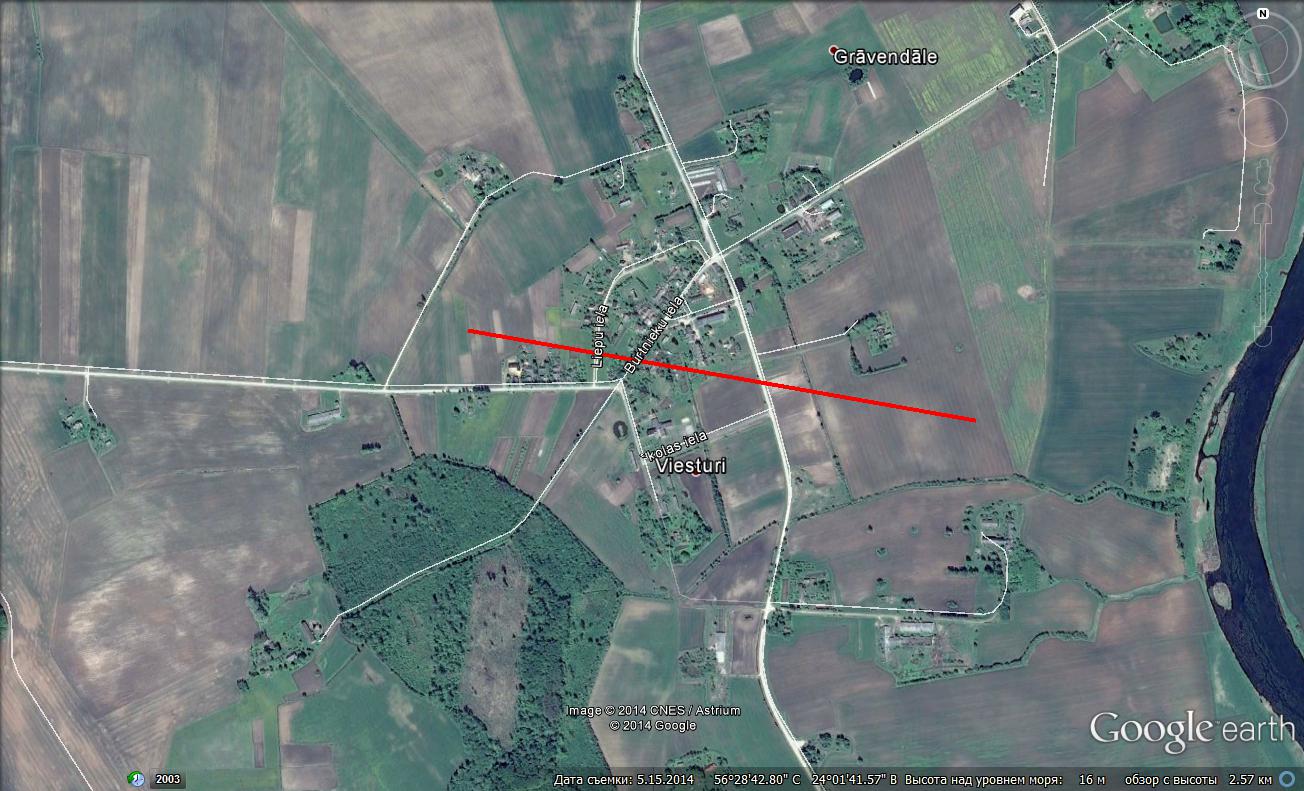 N
Grāvendāle
Liepu iela
Burtnieku iela
Skolas iela
Viesturi
Image © 2014 CNES / Astrium
© 2014 Google
Google earth
2003
Дата съемки: 5.15.2014 56°28'42.80" С 24°01'41.57" В Высота над уровнем моря: 16 м обзор с высоты 2.57 км